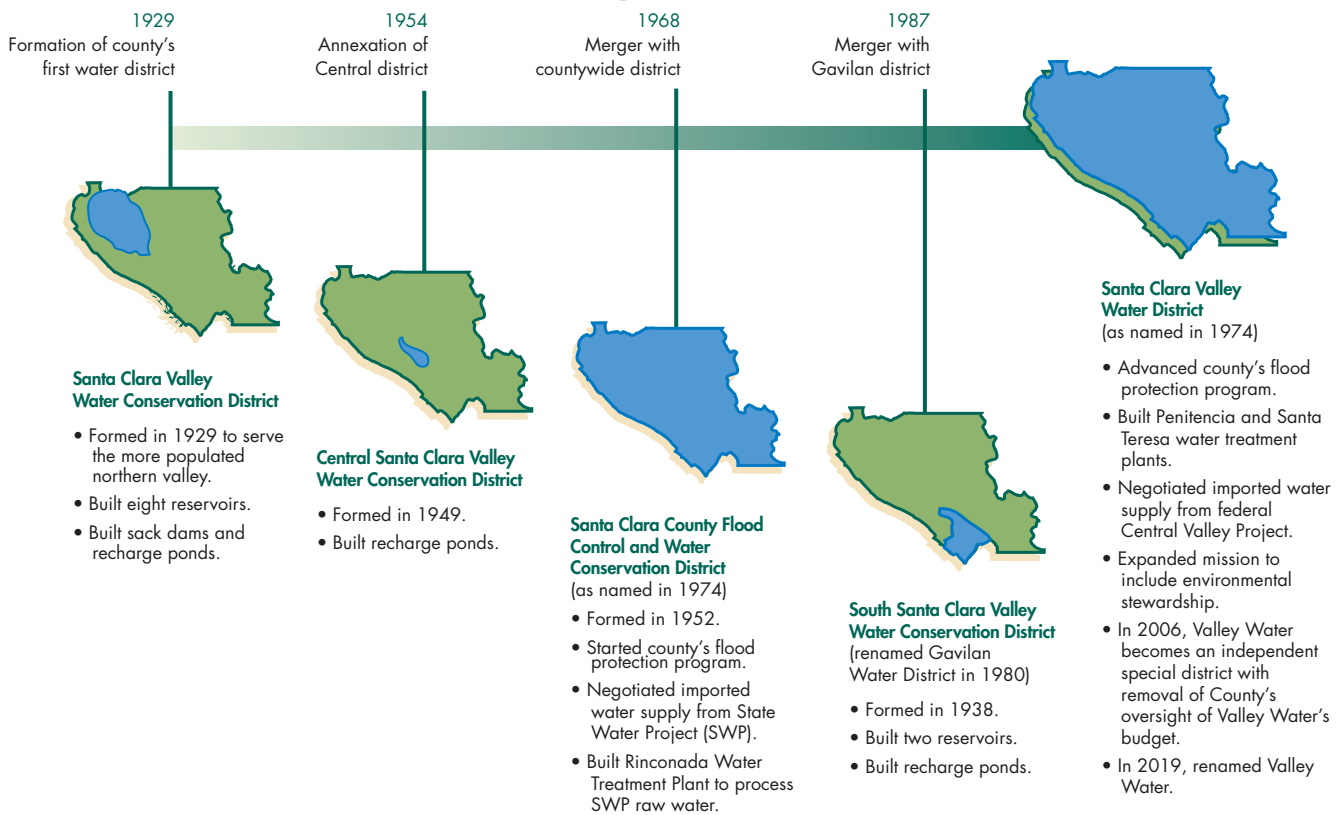 1929
Formation of county's
first water district
1954
Annexation of
Central district
1968
Merger with
countywide district
1987
Merger with
Gavilan district
Santa Clara Valley
Water Conservation District
• Formed in 1929 to serve
the more populated
northern valley.
• Built eight reservoirs.
• Built sack dams and
recharge ponds.
Central Santa Clara Valley
Water Conservation District
• Formed in 1949.
• Built recharge ponds.
Santa Clara County Flood
Control and Water
Conservation District
(as named in 1974)
• Formed in 1952.
• Started county's flood
protection program.
• Negotiated imported
water supply from State
Water Project (SWP).
• Built Rinconada Water
Treatment Plant to process
SWP raw water.
South Santa Clara Valley
Water Conservation District
(renamed Gavilan
Water District in 1980)
• Formed in 1938.
• Built two reservoirs.
• Built recharge ponds.
Santa Clara Valley
Water District
(as named in 1974)
• Advanced county's flood
protection program.
• Built Penitencia and Santa
Teresa water treatment
plants.
• Negotiated imported water
supply from federal
Central Valley Project.
• Expanded mission to
include environmental
stewardship.
• In 2006, Valley Water
becomes an independent
special district with
removal of County's
oversight of Valley Water's
budget.
• In 2019, renamed Valley
Water.